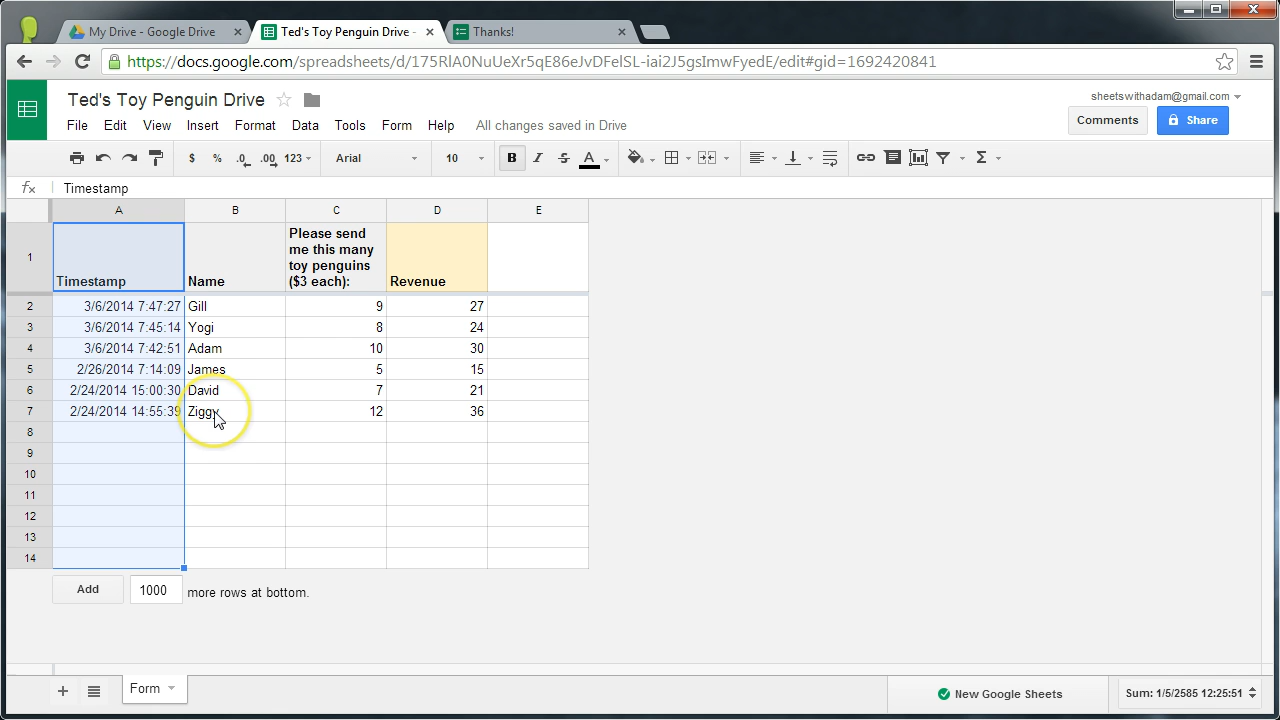 My Drive - Google Drive
Ted's Toy Penguin Drive -
Thanks!
https://docs.google.com/spreadsheets/d/175RlA0NuUeXr5qE86eJvDFelSL-iai2J5gsImwFyedE/edit#gid=1692420841
Ted's Toy Penguin Drive
sheetswithadam@gmail.com
File Edit View Insert Format Data Tools Form Help All changes saved in Drive
Comments
Share
$ % .0 .00 123 Arial 10 B I S A Σ
fx Timestamp
A B C D E
1 Timestamp Name Please send me this many toy penguins ($3 each): Revenue
2 3/6/2014 7:47:27 Gill 9 27
3 3/6/2014 7:45:14 Yogi 8 24
4 3/6/2014 7:42:51 Adam 10 30
5 2/26/2014 7:14:09 James 5 15
6 2/24/2014 15:00:30 David 7 21
7 2/24/2014 14:55:39 Ziggy 12 36
8
9
10
11
12
13
14
Add 1000 more rows at bottom.
Form
New Google Sheets
Sum: 1/5/2585 12:25:51